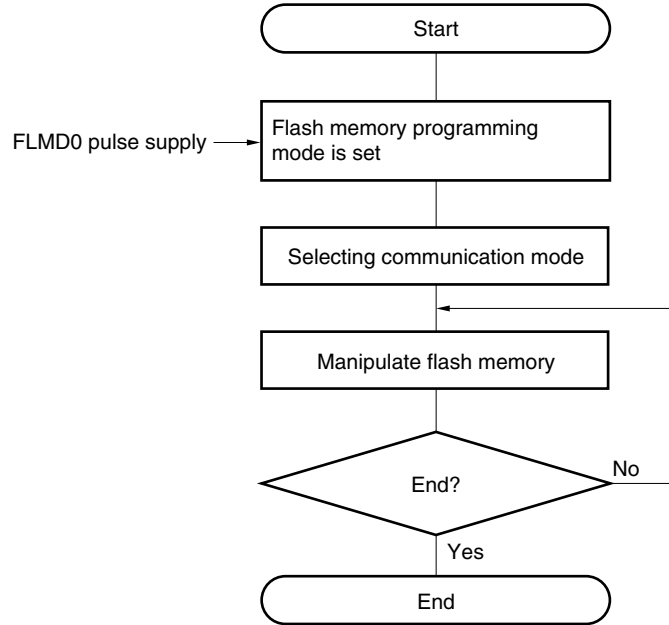 Start
FLMD0 pulse supply
Flash memory programming
mode is set
Selecting communication mode
Manipulate flash memory
End?
No
Yes
End